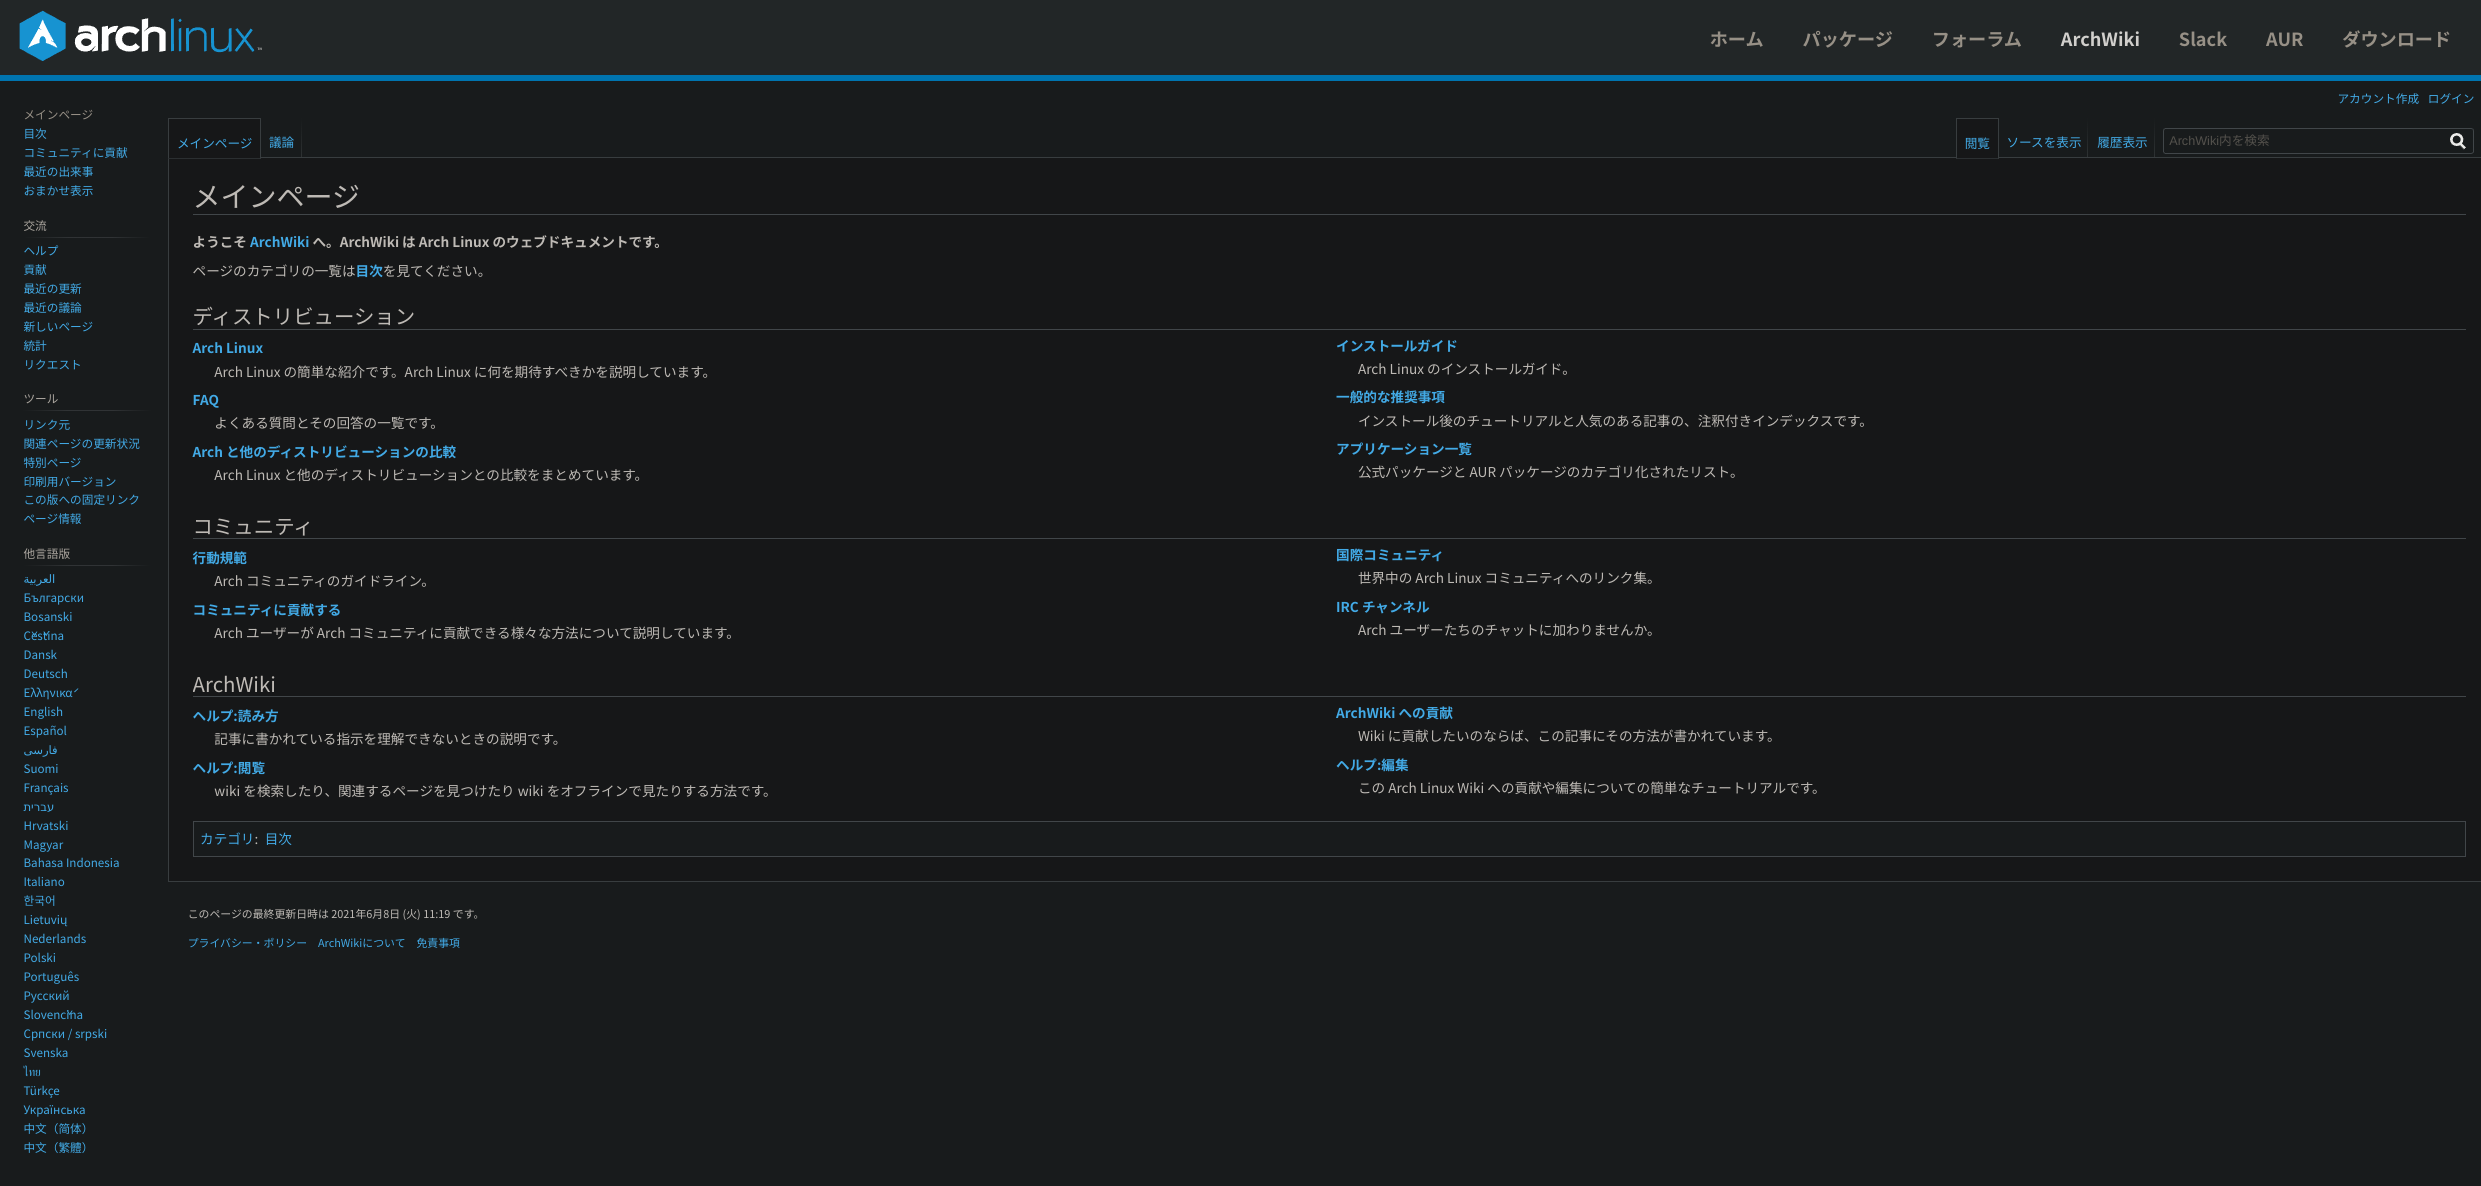 archlinux™
ホーム パッケージ フォーラム ArchWiki Slack AUR ダウンロード
アカウント作成 ログイン
メインページ
目次
コミュニティに貢献
最近の出来事
おまかせ表示
交流
ヘルプ
貢献
最近の更新
最近の議論
新しいページ
統計
リクエスト
ツール
リンク元
関連ページの更新状況
特別ページ
印刷用バージョン
この版への固定リンク
ページ情報
他言語版
العربية
Български
Bosanski
Čeština
Dansk
Deutsch
Ελληνικά
English
Español
فارسی
Suomi
Français
עברית
Hrvatski
Magyar
Bahasa Indonesia
Italiano
한국어
Lietuvių
Nederlands
Polski
Português
Русский
Slovenčina
Српски / srpski
Svenska
ไทย
Türkçe
Українська
中文（简体）
中文（繁體）
メインページ 議論
閲覧 ソースを表示 履歴表示 ArchWiki内を検索
メインページ
ようこそ ArchWiki へ。ArchWiki は Arch Linux のウェブドキュメントです。
ページのカテゴリの一覧は目次を見てください。
ディストリビューション
Arch Linux
Arch Linux の簡単な紹介です。Arch Linux に何を期待すべきかを説明しています。
FAQ
よくある質問とその回答の一覧です。
Arch と他のディストリビューションの比較
Arch Linux と他のディストリビューションとの比較をまとめています。
インストールガイド
Arch Linux のインストールガイド。
一般的な推奨事項
インストール後のチュートリアルと人気のある記事の、注釈付きインデックスです。
アプリケーション一覧
公式パッケージと AUR パッケージのカテゴリ化されたリスト。
コミュニティ
行動規範
Arch コミュニティのガイドライン。
コミュニティに貢献する
Arch ユーザーが Arch コミュニティに貢献できる様々な方法について説明しています。
国際コミュニティ
世界中の Arch Linux コミュニティへのリンク集。
IRC チャンネル
Arch ユーザーたちのチャットに加わりませんか。
ArchWiki
ヘルプ:読み方
記事に書かれている指示を理解できないときの説明です。
ヘルプ:閲覧
wiki を検索したり、関連するページを見つけたり wiki をオフラインで見たりする方法です。
ArchWiki への貢献
Wiki に貢献したいのならば、この記事にその方法が書かれています。
ヘルプ:編集
この Arch Linux Wiki への貢献や編集についての簡単なチュートリアルです。
カテゴリ: 目次
このページの最終更新日時は 2021年6月8日 (火) 11:19 です。
プライバシー・ポリシー ArchWikiについて 免責事項